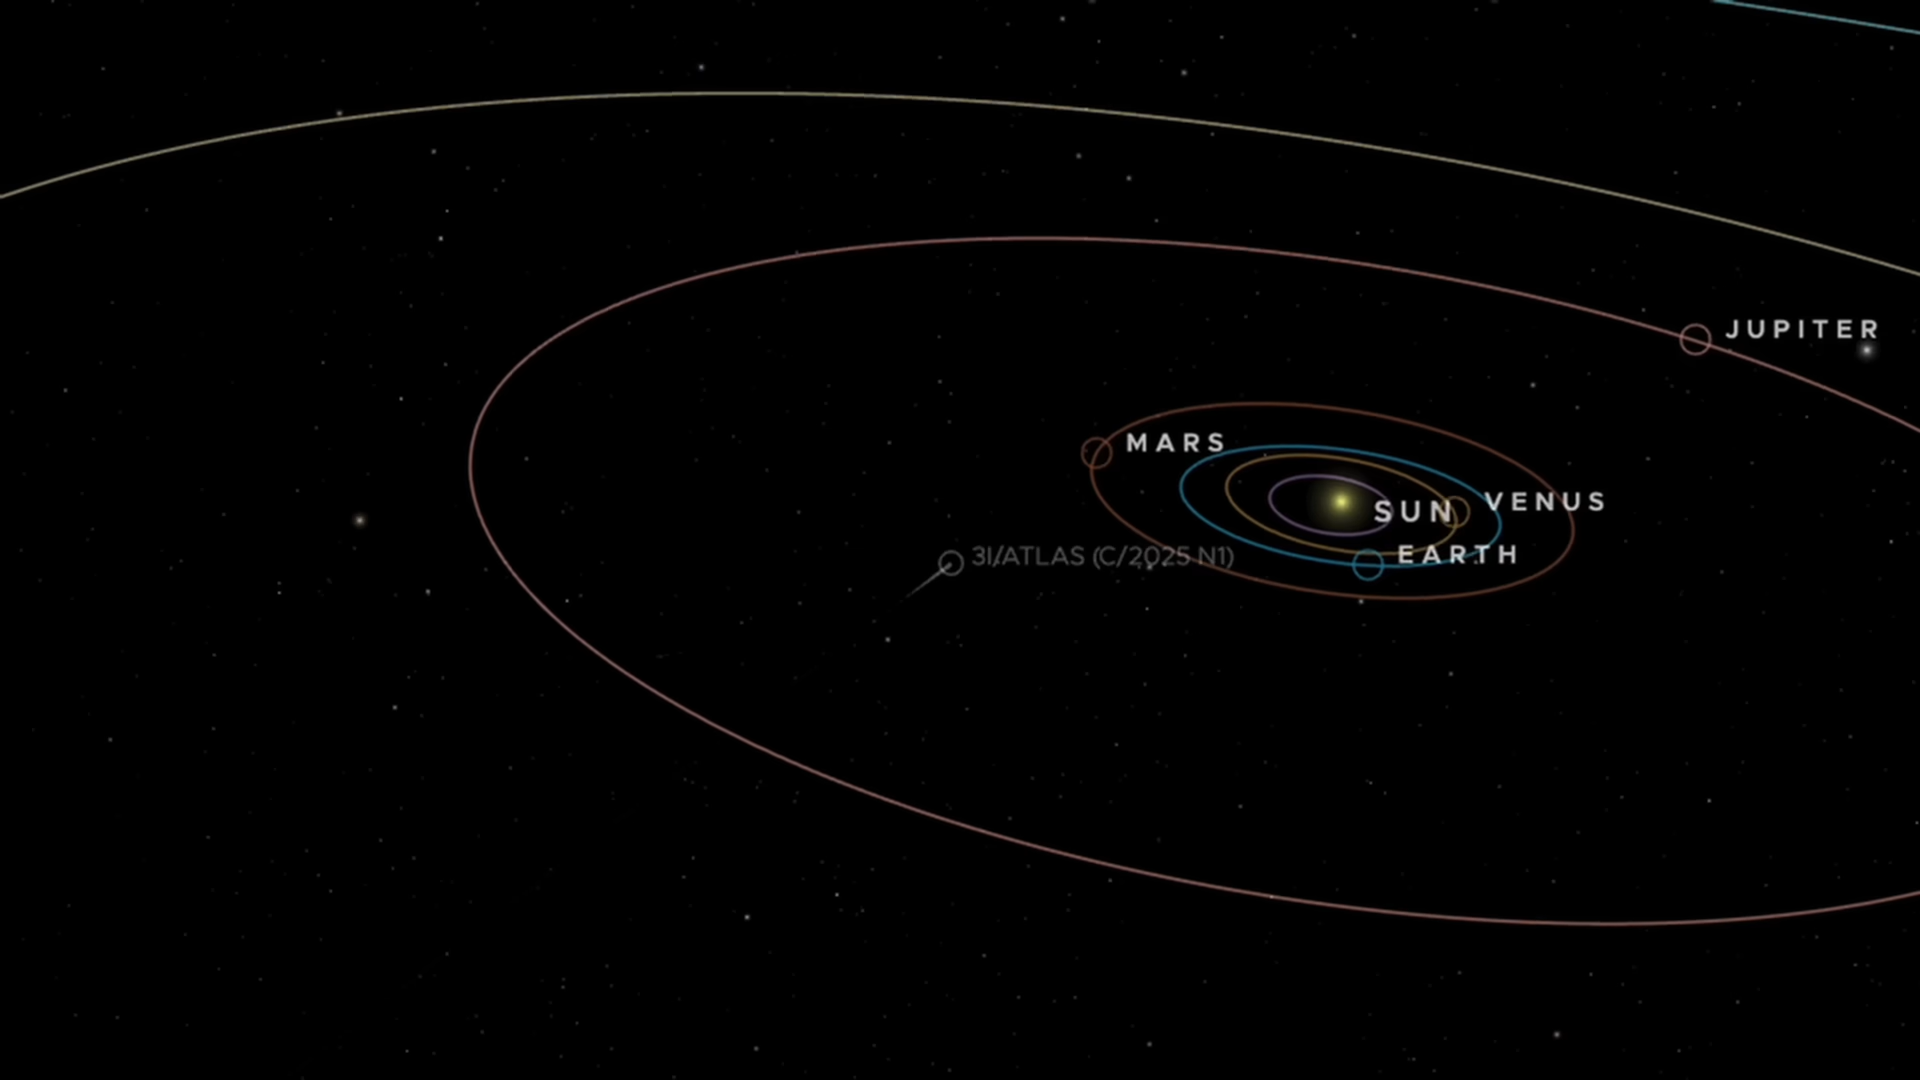 JUPITER
MARS
VENUS
SUN
EARTH
3I/ATLAS (C/2025 N1)